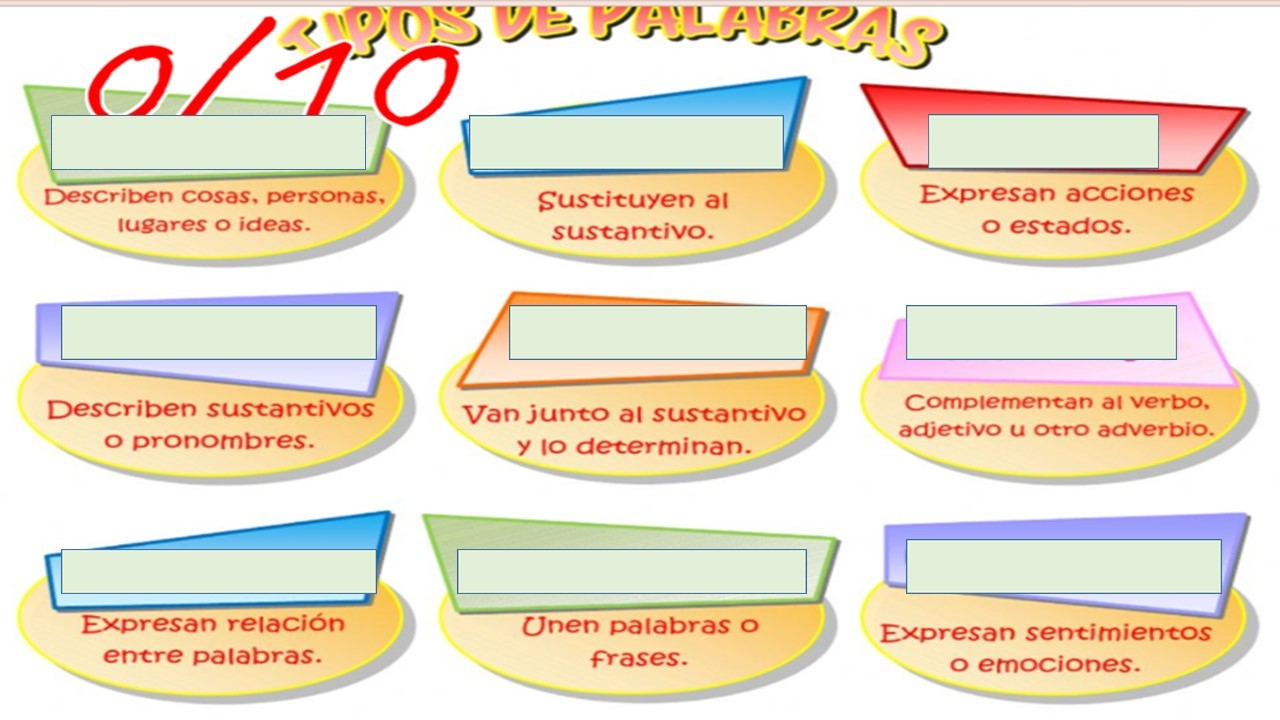 TIPOS DE PALABRAS
0/10
Describen cosas, personas,
lugares o ideas.
Sustituyen al
sustantivo.
Expresan acciones
o estados.
Describen sustantivos
o pronombres.
Van junto al sustantivo
y lo determinan.
Complementan al verbo,
adjetivo u otro adverbio.
Expresan relación
entre palabras.
Unen palabras o
frases.
Expresan sentimientos
o emociones.